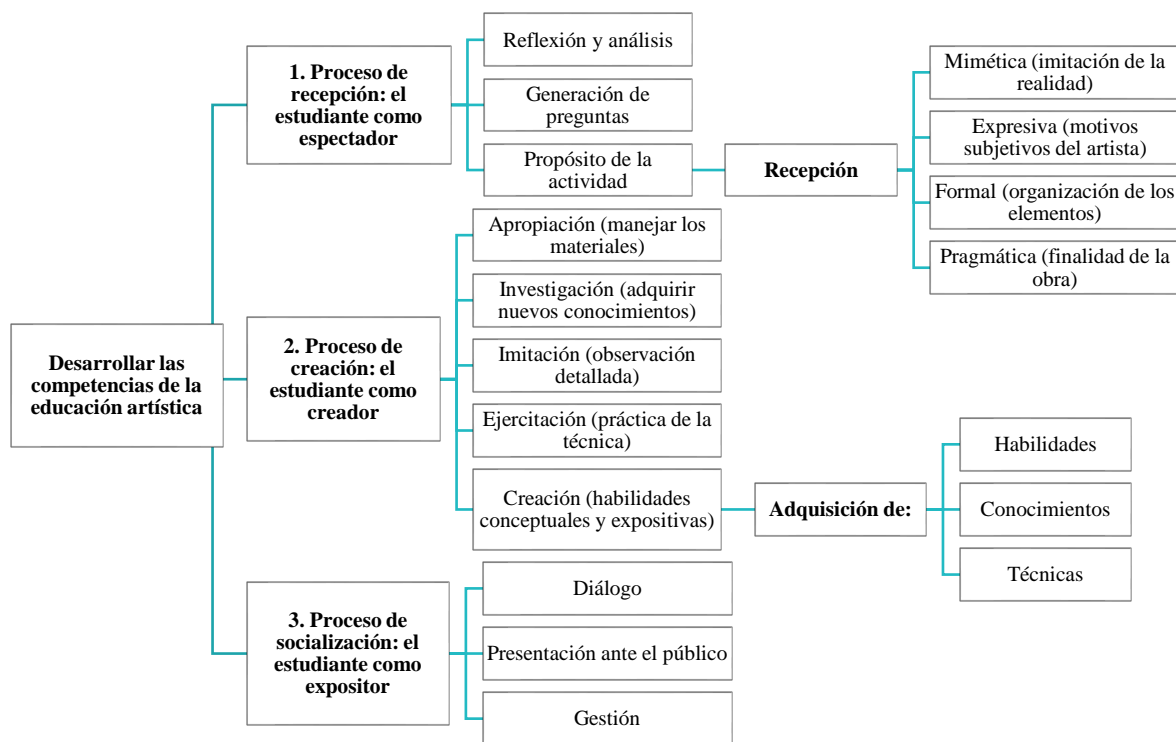 Desarrollar las
competencias de la
educación artística
1. Proceso de
recepción: el
estudiante como
espectador
Reflexión y análisis
Generación de
preguntas
Propósito de la
actividad
Recepción
Mimética (imitación de la
realidad)
Expresiva (motivos
subjetivos del artista)
Formal (organización de los
elementos)
Pragmática (finalidad de la
obra)
2. Proceso de
creación: el
estudiante como
creador
Apropiación (manejar los
materiales)
Investigación (adquirir
nuevos conocimientos)
Imitación (observación
detallada)
Ejercitación (práctica de la
técnica)
Creación (habilidades
conceptuales y expositivas)
Adquisición de:
Habilidades
Conocimientos
Técnicas
3. Proceso de
socialización: el
estudiante como
expositor
Diálogo
Presentación ante el público
Gestión